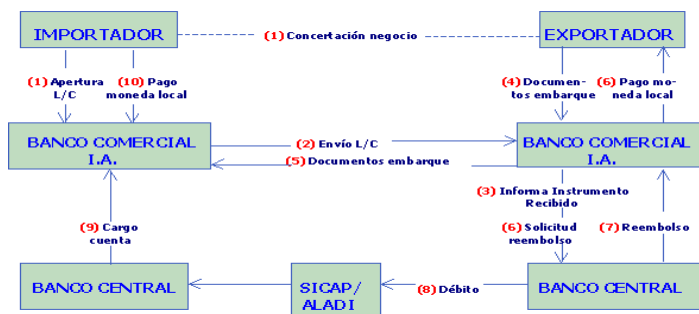 IMPORTADOR
(1) Concertación negocio
EXPORTADOR
(1) Apertura
L/C
(10) Pago
moneda local
(4) Documen-
tos embarque
(6) Pago mo-
neda local
BANCO COMERCIAL
I.A.
(2) Envío L/C
(5) Documentos embarque
BANCO COMERCIAL
I.A.
(3) Informa Instrumento
Recibido
(9) Cargo
cuenta
(6) Solicitud
reembolso
(7) Reembolso
BANCO CENTRAL
SICAP/
ALADI
(8) Débito
BANCO CENTRAL